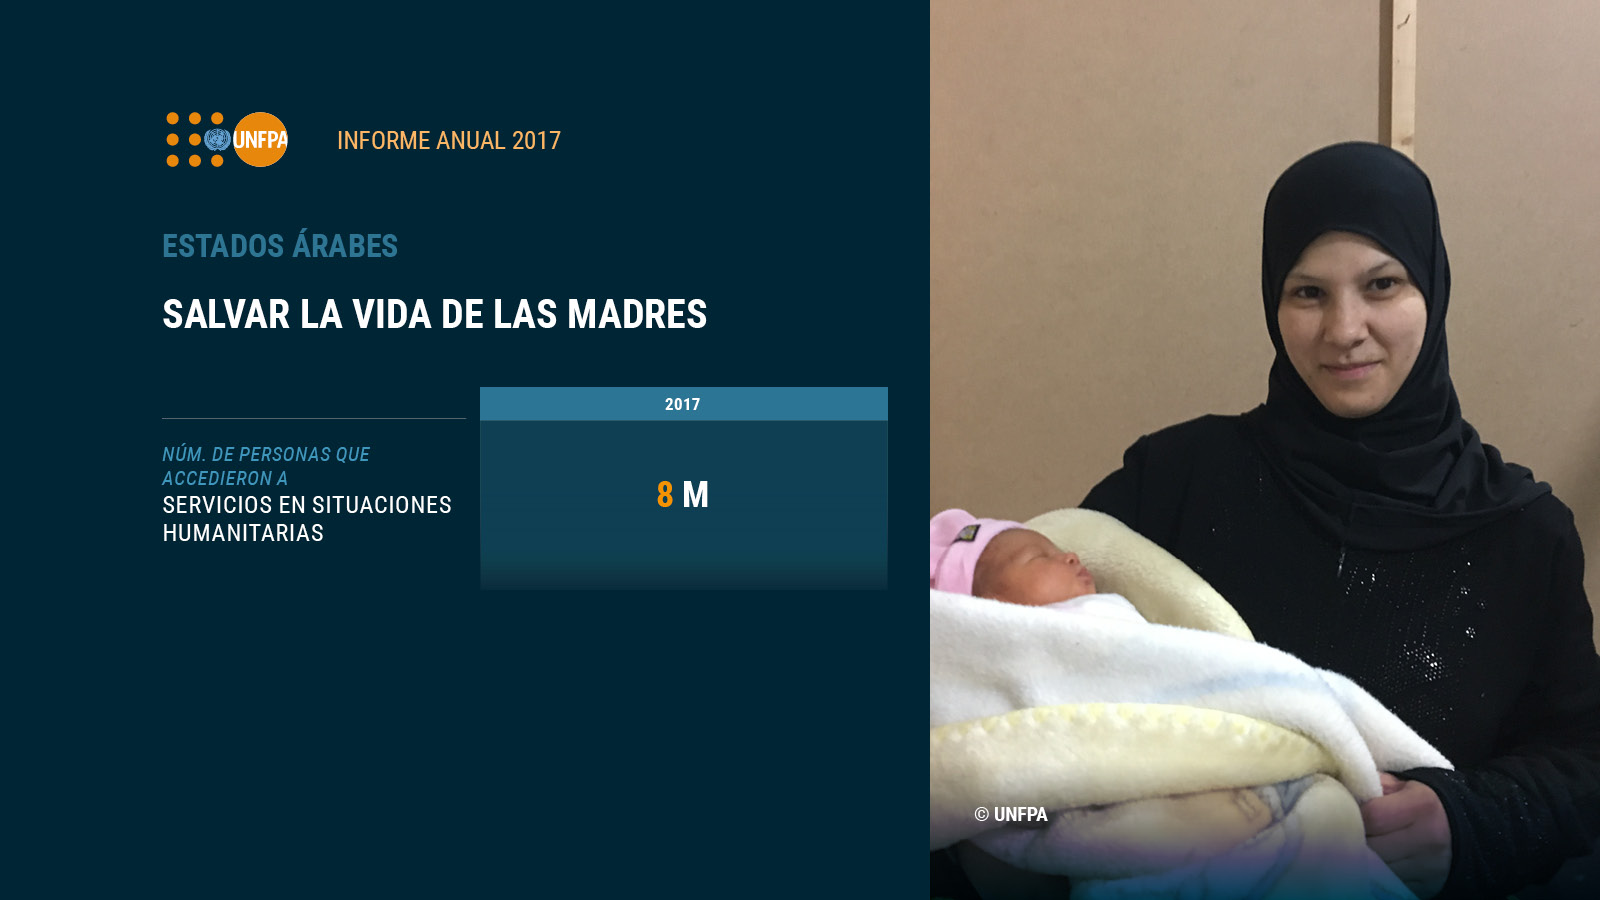 UNFPA
INFORME ANUAL 2017
ESTADOS ÁRABES
SALVAR LA VIDA DE LAS MADRES
2017
NÚM. DE PERSONAS QUE
ACCEDIERON A
SERVICIOS EN SITUACIONES
HUMANITARIAS
8 M
© UNFPA